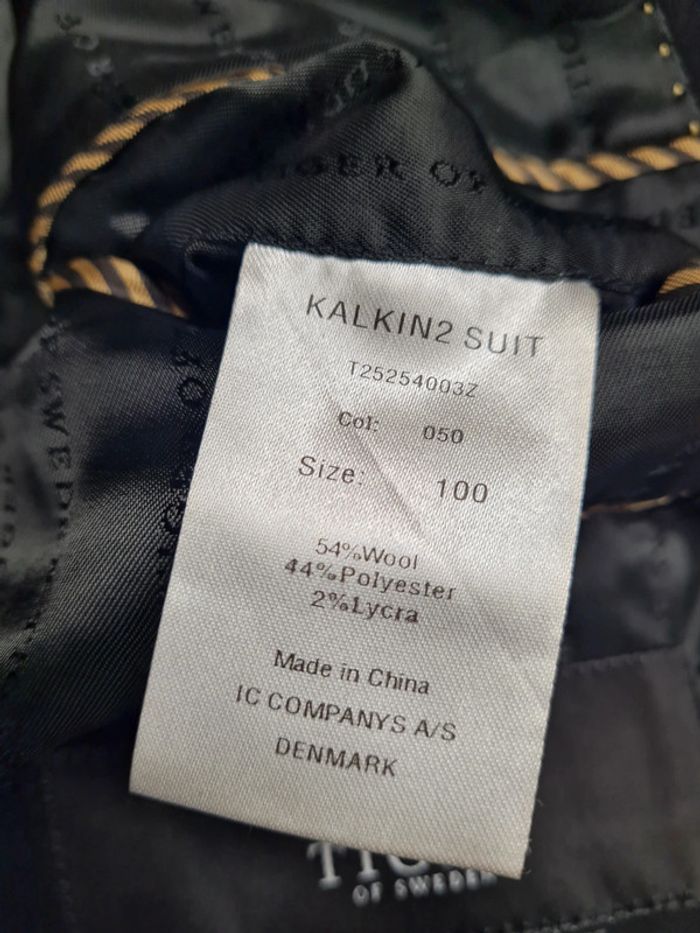 KALKIN2 SUIT
T25254003Z
Col: 050
Size: 100
54%Wool
44%Polyester
2%Lycra
Made in China
IC COMPANYS A/S
DENMARK
OF SWEDEN